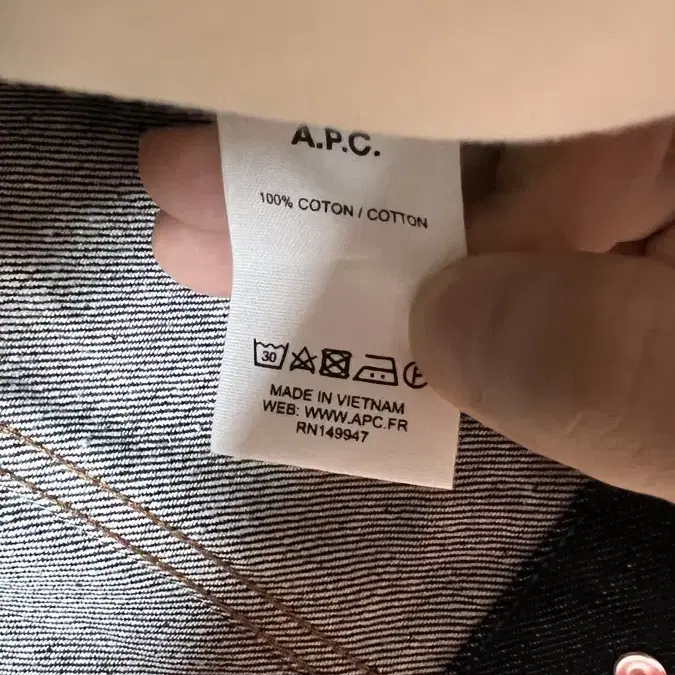 A.P.C.
100% COTON / COTTON
30
MADE IN VIETNAM
WEB: WWW.APC.FR
RN149947